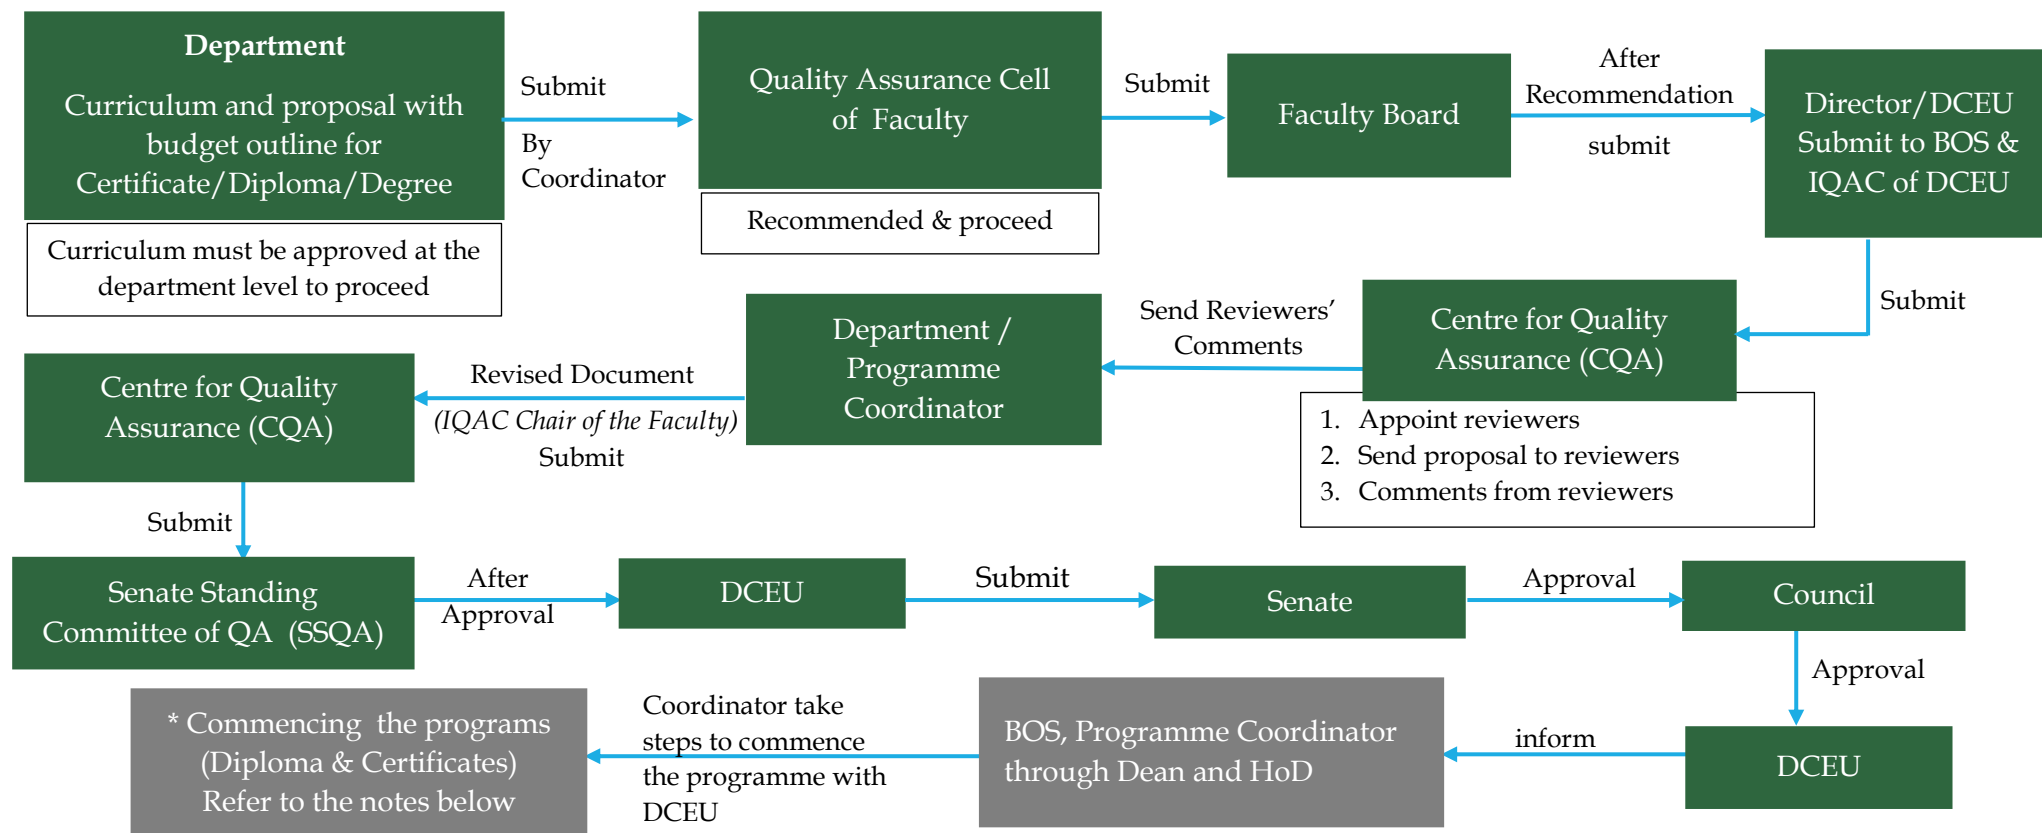 Department
Curriculum and proposal with
budget outline for
Certificate/Diploma/Degree
Curriculum must be approved at the
department level to proceed
Submit
By
Coordinator
Quality Assurance Cell
of Faculty
Recommended & proceed
Submit
Faculty Board
After
Recommendation
submit
Director/DCEU
Submit to BOS &
IQAC of DCEU
Submit
Centre for Quality
Assurance (CQA)
1. Appoint reviewers
2. Send proposal to reviewers
3. Comments from reviewers
Send Reviewers’
Comments
Department /
Programme
Coordinator
Revised Document
(IQAC Chair of the Faculty)
Submit
Centre for Quality
Assurance (CQA)
Submit
Senate Standing
Committee of QA (SSQA)
After
Approval
DCEU
Submit
Senate
Approval
Council
Approval
DCEU
inform
BOS, Programme Coordinator
through Dean and HoD
Coordinator take
steps to commence
the programme with
DCEU
* Commencing the programs
(Diploma & Certificates)
Refer to the notes below